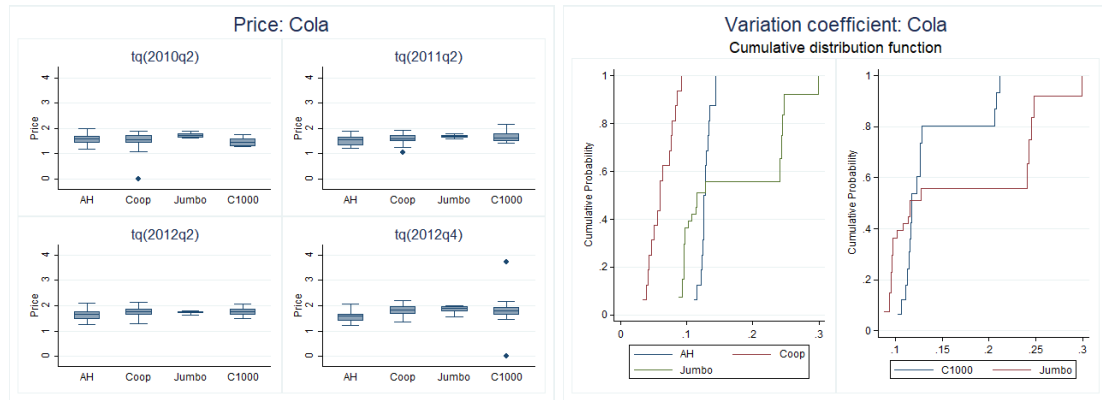 Price: Cola
tq(2010q2)
Price
0 1 2 3 4
AH Coop Jumbo C1000
tq(2011q2)
Price
0 1 2 3 4
AH Coop Jumbo C1000
tq(2012q2)
Price
0 1 2 3 4
AH Coop Jumbo C1000
tq(2012q4)
Price
0 1 2 3 4
AH Coop Jumbo C1000
Variation coefficient: Cola
Cumulative distribution function
Cumulative Probability
0 .2 .4 .6 .8 1
0 .1 .2 .3
AH Coop
Jumbo
Cumulative Probability
0 .2 .4 .6 .8 1
.1 .15 .2 .25 .3
C1000 Jumbo